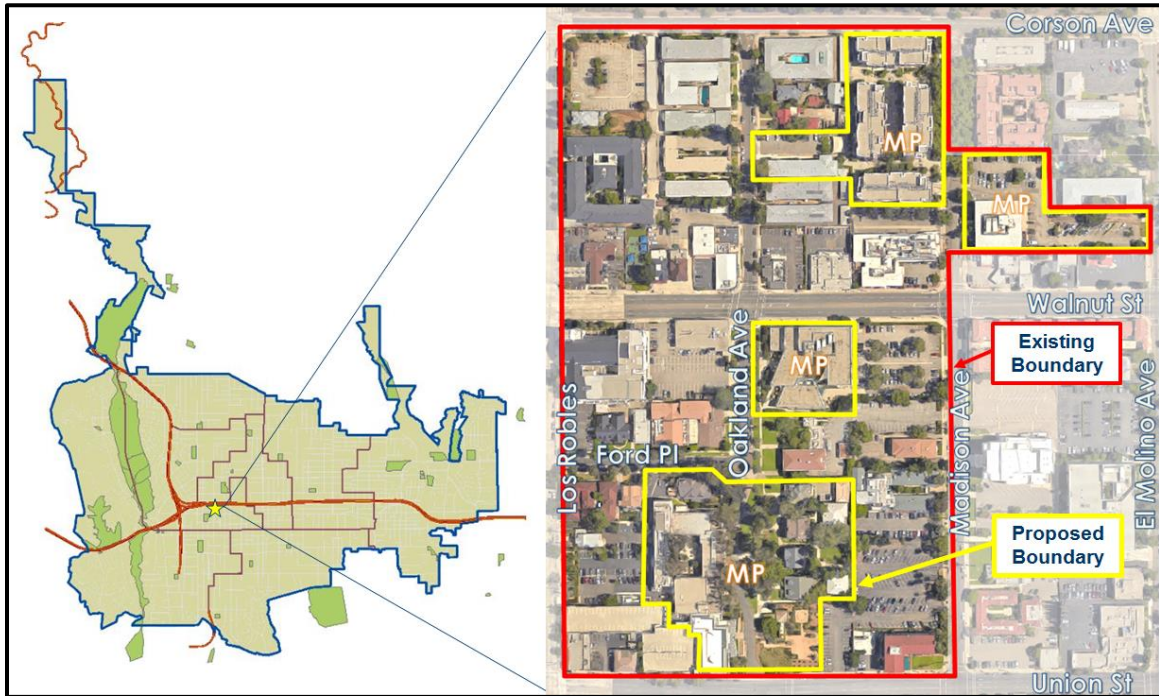 Corson Ave
MP
MP
Walnut St
Existing
Boundary
MP
Oakland Ave
Los Robles
Ford Pl
Madison Ave
El Molino Ave
Proposed
Boundary
MP
Union St